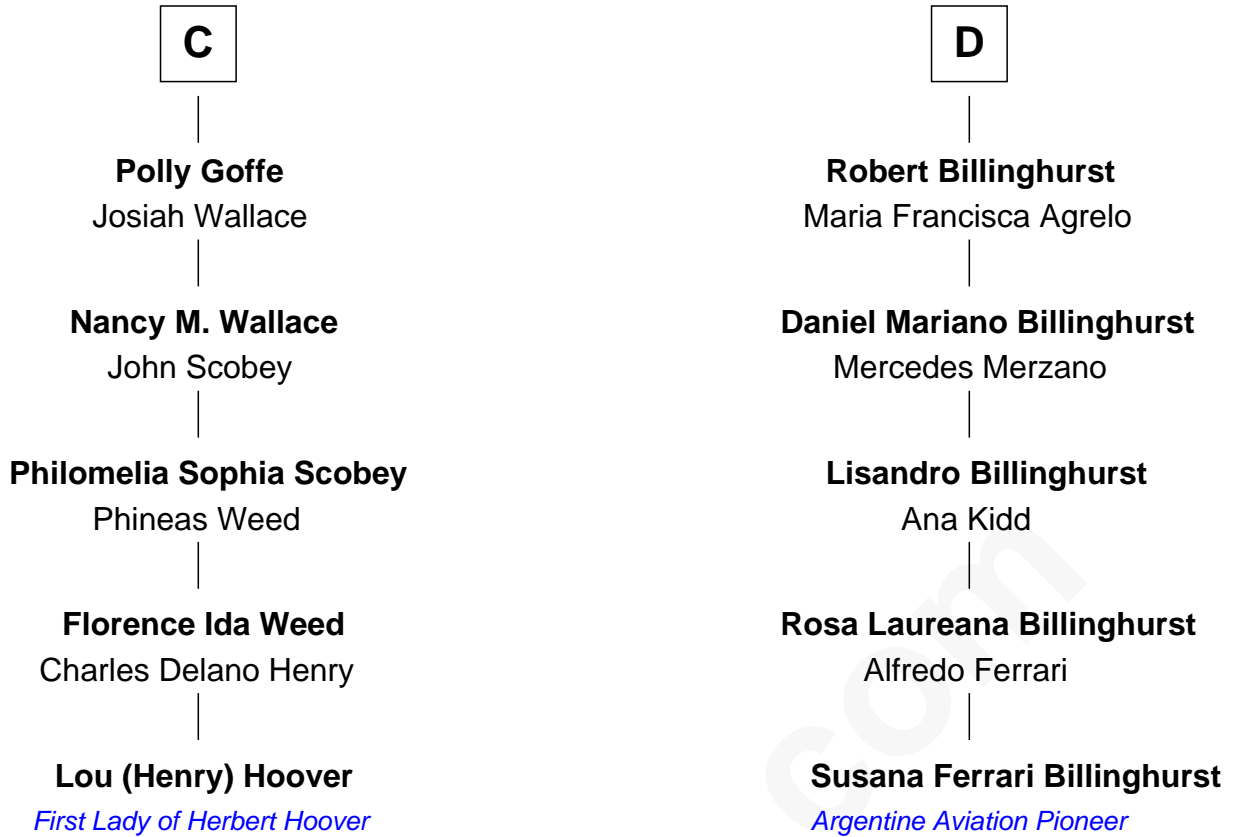 C
Polly Goffe
Josiah Wallace
Nancy M. Wallace
John Scobey
Philomelia Sophia Scobey
Phineas Weed
Florence Ida Weed
Charles Delano Henry
Lou (Henry) Hoover
First Lady of Herbert Hoover
D
Robert Billinghurst
Maria Francisca Agrelo
Daniel Mariano Billinghurst
Mercedes Merzano
Lisandro Billinghurst
Ana Kidd
Rosa Laureana Billinghurst
Alfredo Ferrari
Susana Ferrari Billinghurst
Argentine Aviation Pioneer
com